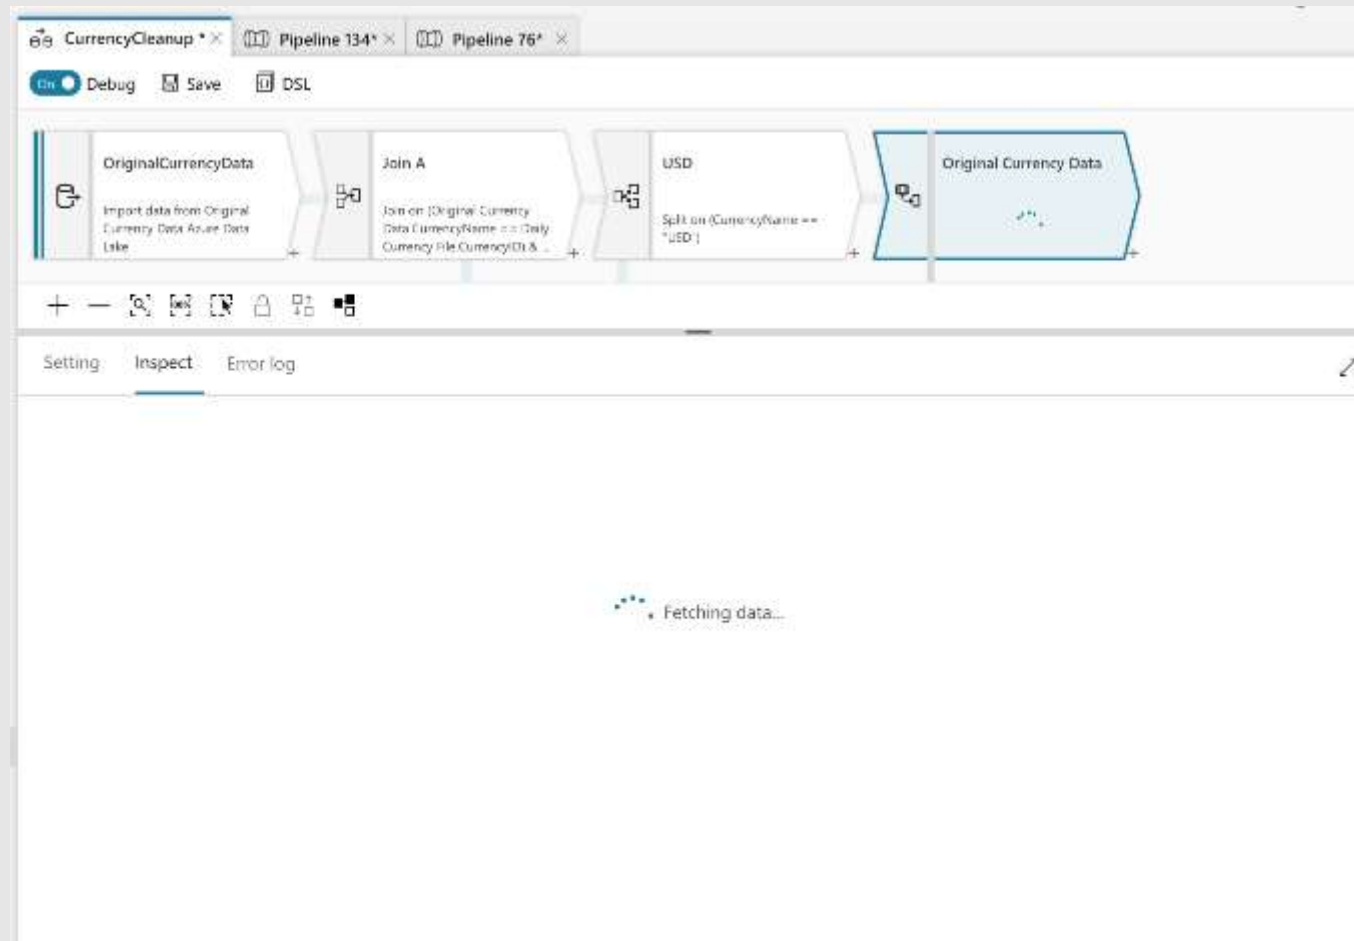 CurrencyCleanup *
Pipeline 134*
Pipeline 76*
On
Debug
Save
DSL
OriginalCurrencyData
Import data from Original
Currency Data Azure Data
Lake
Join A
Join on (Original Currency
Data CurrencyName == Daily
Currency File.CurrencyID) & ...
USD
Split on (CurrencyName ==
"USD")
Original Currency Data
Setting
Inspect
Error log
Fetching data...